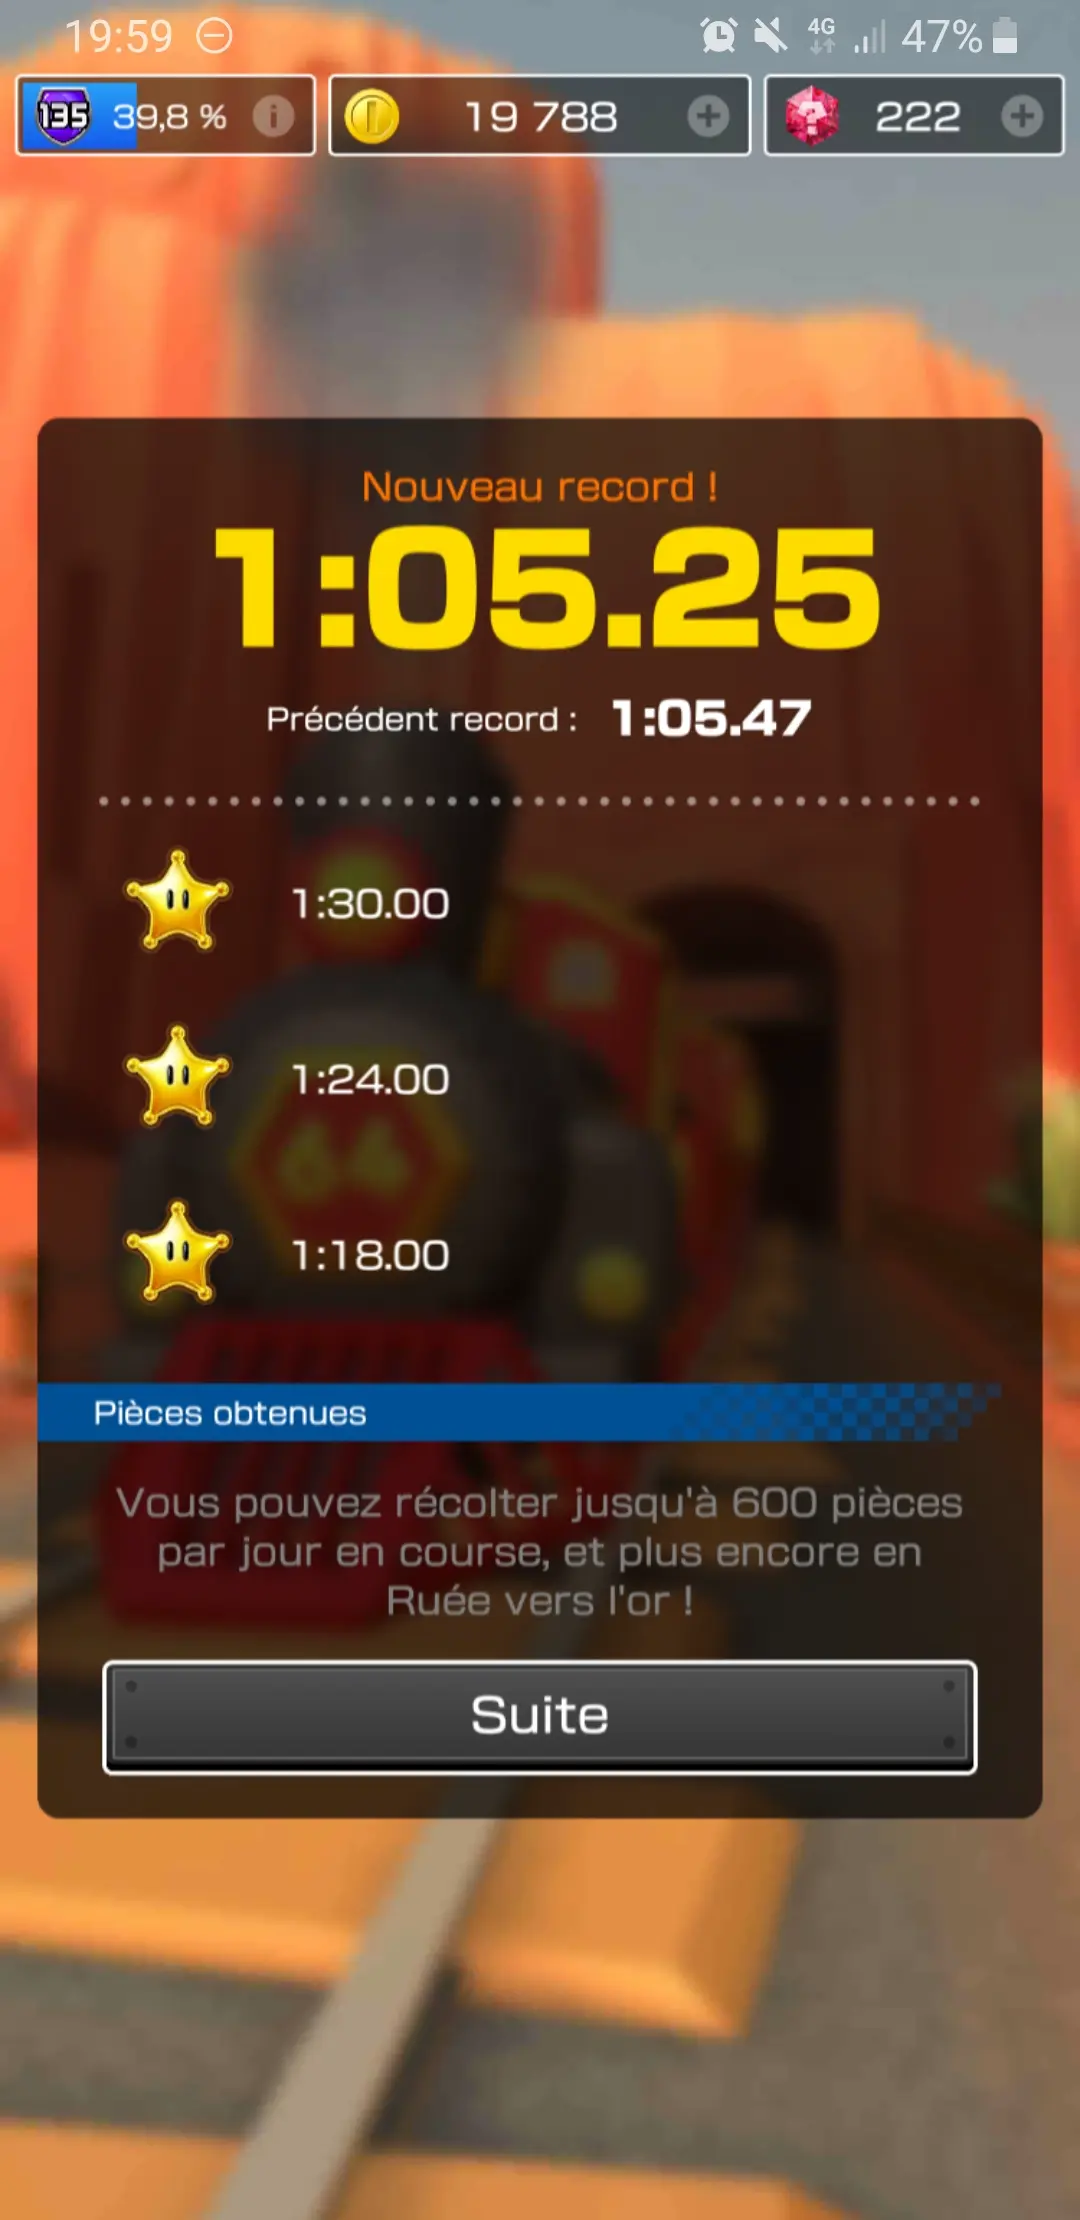 19:59 4G 47%
135 39,8 % i 19 788 + ? 222 +
Nouveau record !
1:05.25
Précédent record : 1:05.47
1:30.00
1:24.00
64
1:18.00
Pièces obtenues
Vous pouvez récolter jusqu'à 600 pièces
par jour en course, et plus encore en
Ruée vers l'or !
Suite